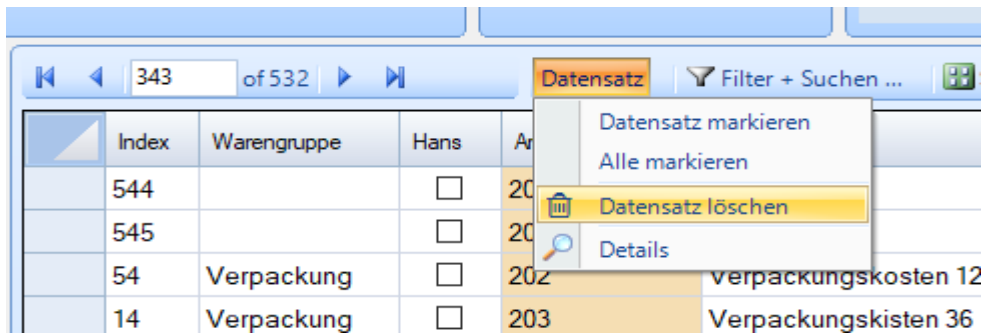 343 of 532 Datensatz Filter + Suchen ...
Index Warengruppe Hans
Datensatz markieren
Alle markieren
Datensatz löschen
Details
544
545
54 Verpackung 202 Verpackungskosten 12
14 Verpackung 203 Verpackungskisten 36